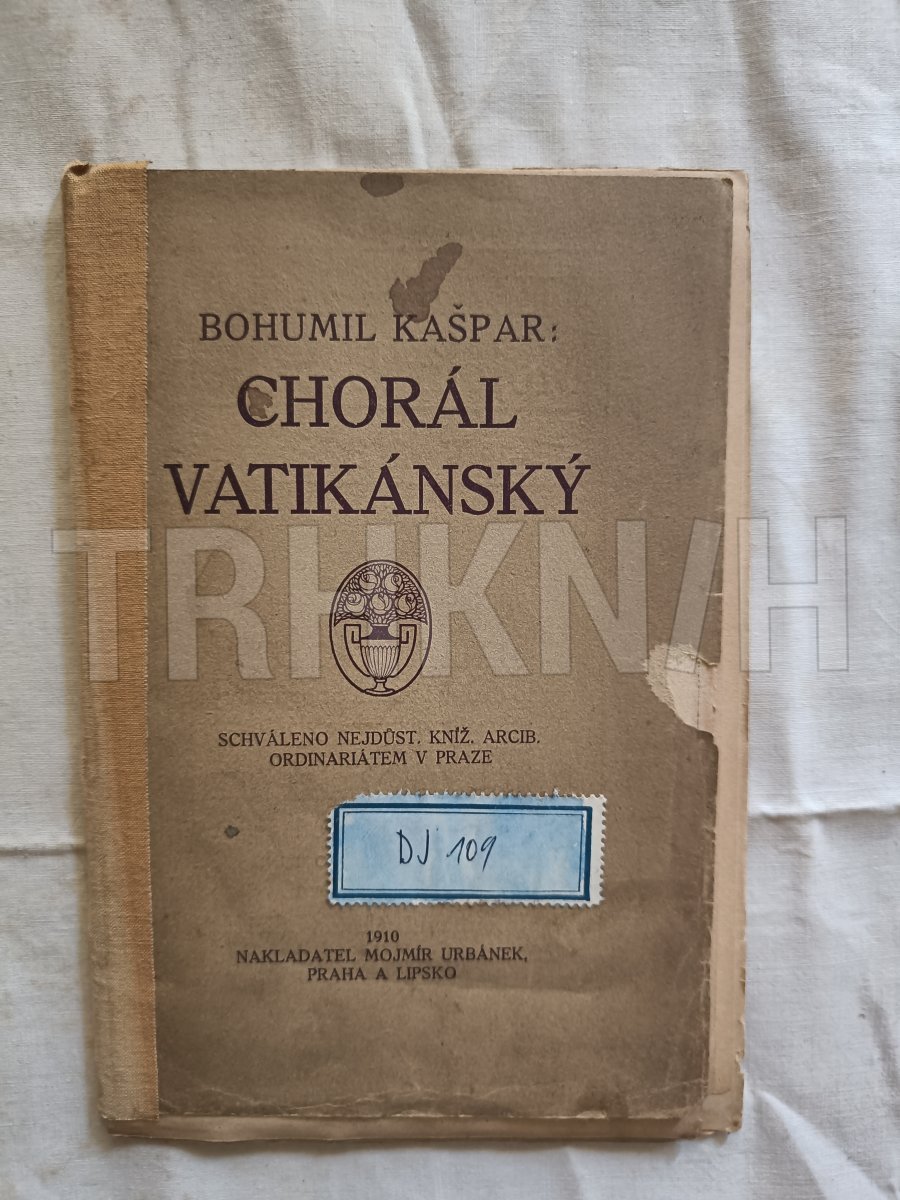 BOHUMIL KAŠPAR:
CHORÁL
VATIKÁNSKÝ
TRHKNIH
SCHVÁLENO NEJDŮST. KNÍŽ. ARCIB.
ORDINARIÁTEM V PRAZE
DJ 109
1910
NAKLADATEL MOJMÍR URBÁNEK,
PRAHA A LIPSKO